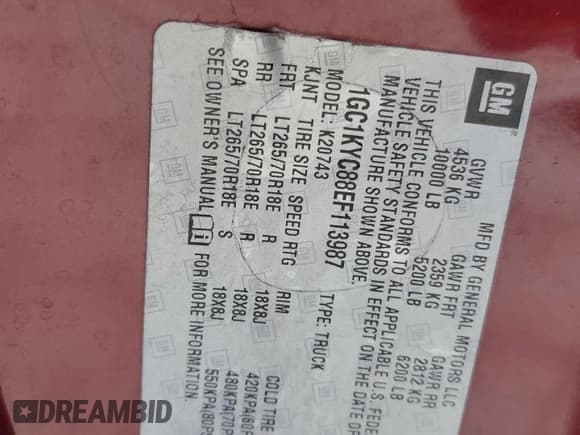 GM
MFD BY GENERAL MOTORS LLC
GVWR GAWR FRT GAWR RR
4536 KG 2359 KG 2812 KG
10000 LB 5200 LB 6200 LB
THIS VEHICLE CONFORMS TO ALL APPLICABLE U.S. FEDE
VEHICLE SAFETY STANDARDS IN EFFECT ON THE DATE OF
MANUFACTURE SHOWN ABOVE.
1GC1KYC88EF113987 TYPE: TRUCK
MODEL: K20743
KJNT TIRE SIZE SPEED RTG RIM COLD TIRE
FRT LT265/70R18E R 18X8J 420KPA(60P
RR LT265/70R18E R 18X8J 480KPA(70P
SPA LT265/70R18E S 18X8J 550KPA(80P
SEE OWNER'S MANUAL FOR MORE INFORMATION.
DREAMBID